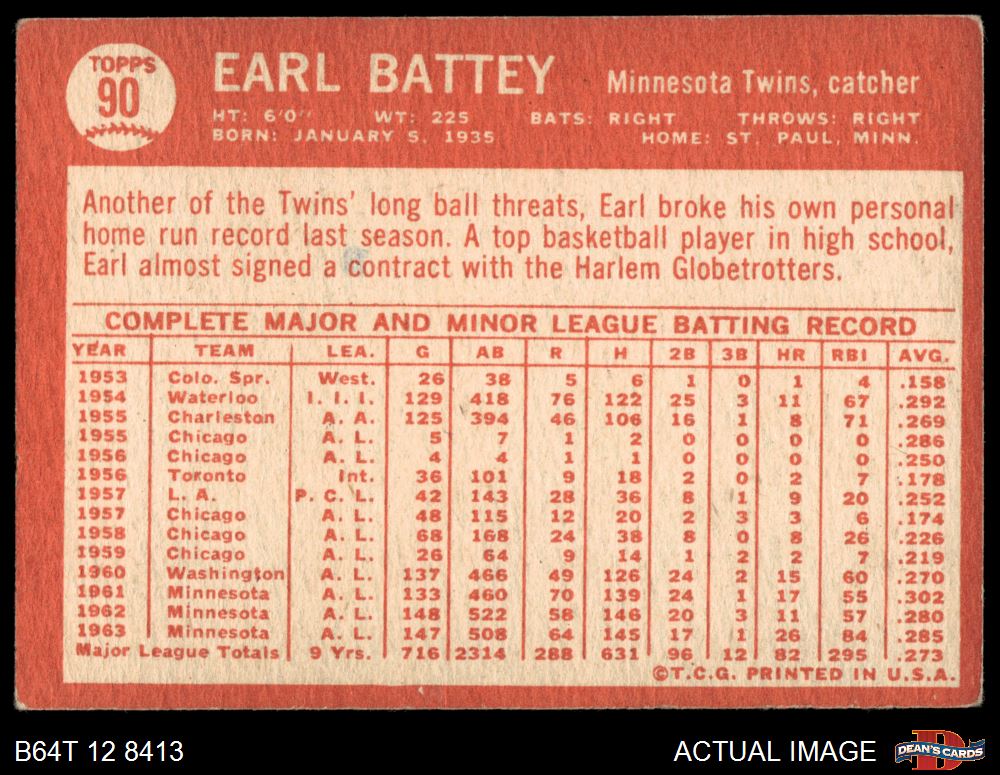 TOPPS
90
EARL BATTEY Minnesota Twins, catcher
HT: 6'0" WT: 225 BATS: RIGHT THROWS: RIGHT
BORN: JANUARY 5, 1935 HOME: ST. PAUL, MINN.
Another of the Twins' long ball threats, Earl broke his own personal
home run record last season. A top basketball player in high school,
Earl almost signed a contract with the Harlem Globetrotters.
COMPLETE MAJOR AND MINOR LEAGUE BATTING RECORD
YEAR TEAM LEA. G AB R H 2B 3B HR RBI AVG.
1953 Colo. Spr. West. 26 38 5 6 1 0 1 4 .158
1954 Waterloo I. I. I. 129 418 76 122 25 3 11 67 .292
1955 Charleston A. A. 125 394 46 106 16 1 8 71 .269
1955 Chicago A. L. 5 7 1 2 0 0 0 0 .286
1956 Chicago A. L. 4 4 1 1 0 0 0 0 .250
1956 Toronto Int. 36 101 9 18 2 0 2 7 .178
1957 L. A. P. C. L. 42 143 28 36 8 1 9 20 .252
1957 Chicago A. L. 48 115 12 20 2 3 3 6 .174
1958 Chicago A. L. 68 168 24 38 8 0 8 26 .226
1959 Chicago A. L. 26 64 9 14 1 2 2 7 .219
1960 Washington A. L. 137 466 49 126 24 2 15 60 .270
1961 Minnesota A. L. 133 460 70 139 24 1 17 55 .302
1962 Minnesota A. L. 148 522 58 146 20 3 11 57 .280
1963 Minnesota A. L. 147 508 64 145 17 1 26 84 .285
Major League Totals 9 Yrs. 716 2314 288 631 96 12 82 295 .273
©T.C.G. PRINTED IN U.S.A.
B64T 12 8413 ACTUAL IMAGE DEAN'S CARDS